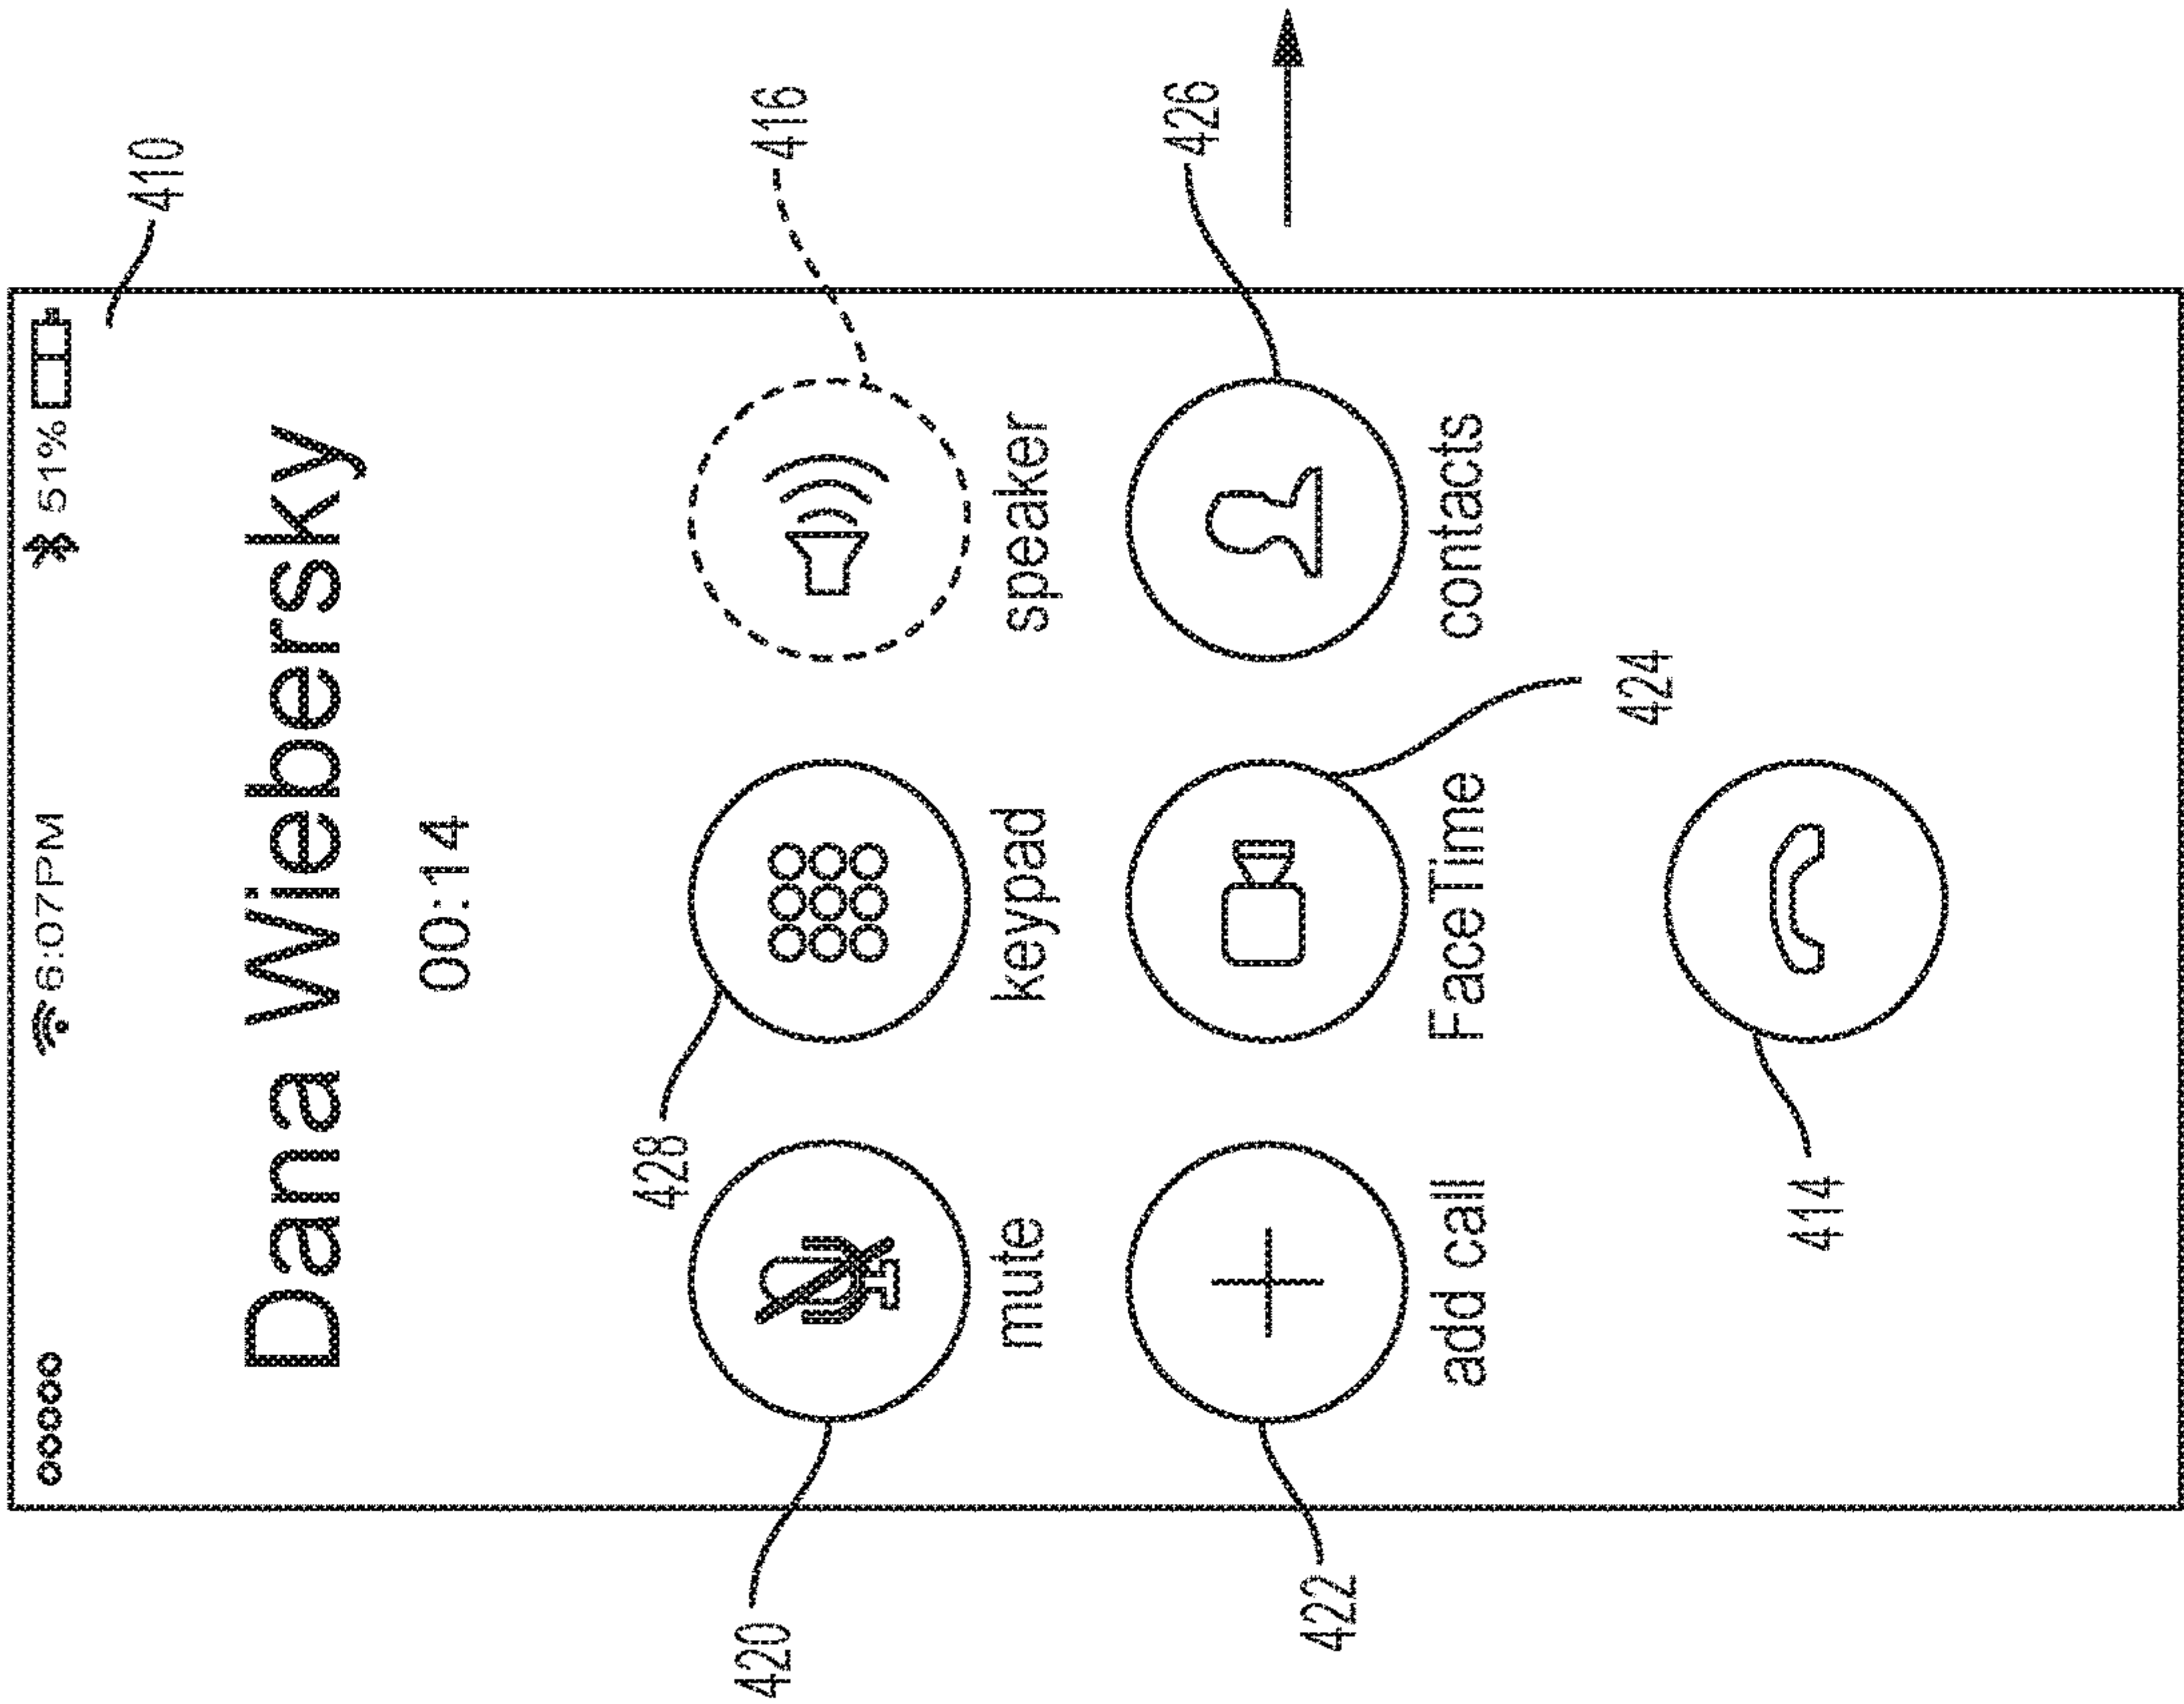 6:07PM 51%
410
Dana Wiebersky
00:14
428
416
mute keypad speaker
420
426
add call FaceTime contacts
422
424
414